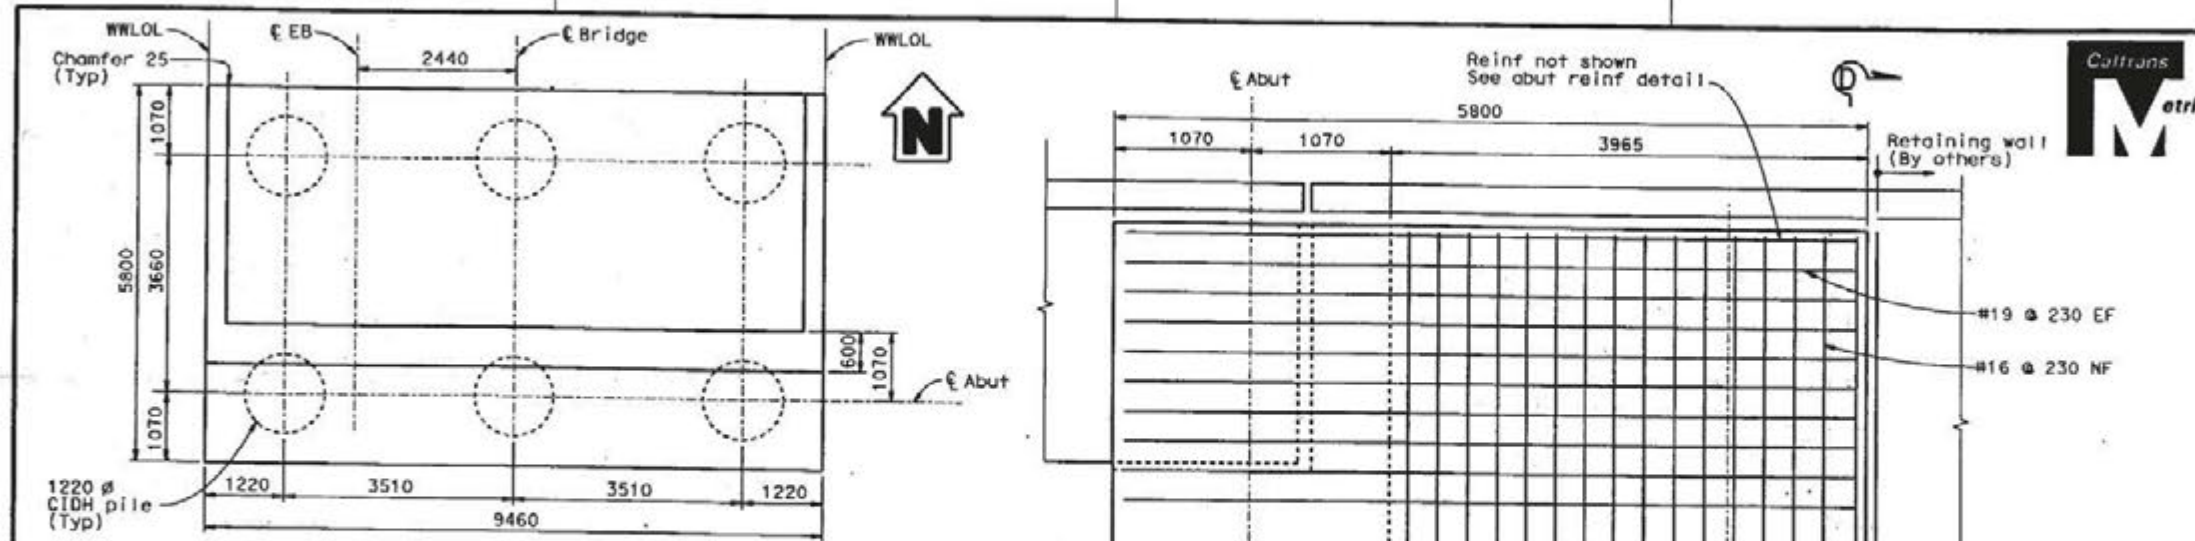 WWLOL
℄ EB
℄ Bridge
WWLOL
Chamfer 25
(Typ)
2440
N
1070
5800
3660
1070
600
1070
℄ Abut
1220 Ø
CIDH pile
(Typ)
1220
3510
3510
1220
9460
℄ Abut
Reinf not shown
See abut reinf detail
5800
1070
1070
3965
Retaining wall
(By others)
#19 @ 230 EF
#16 @ 230 NF
Caltrans
M
etri